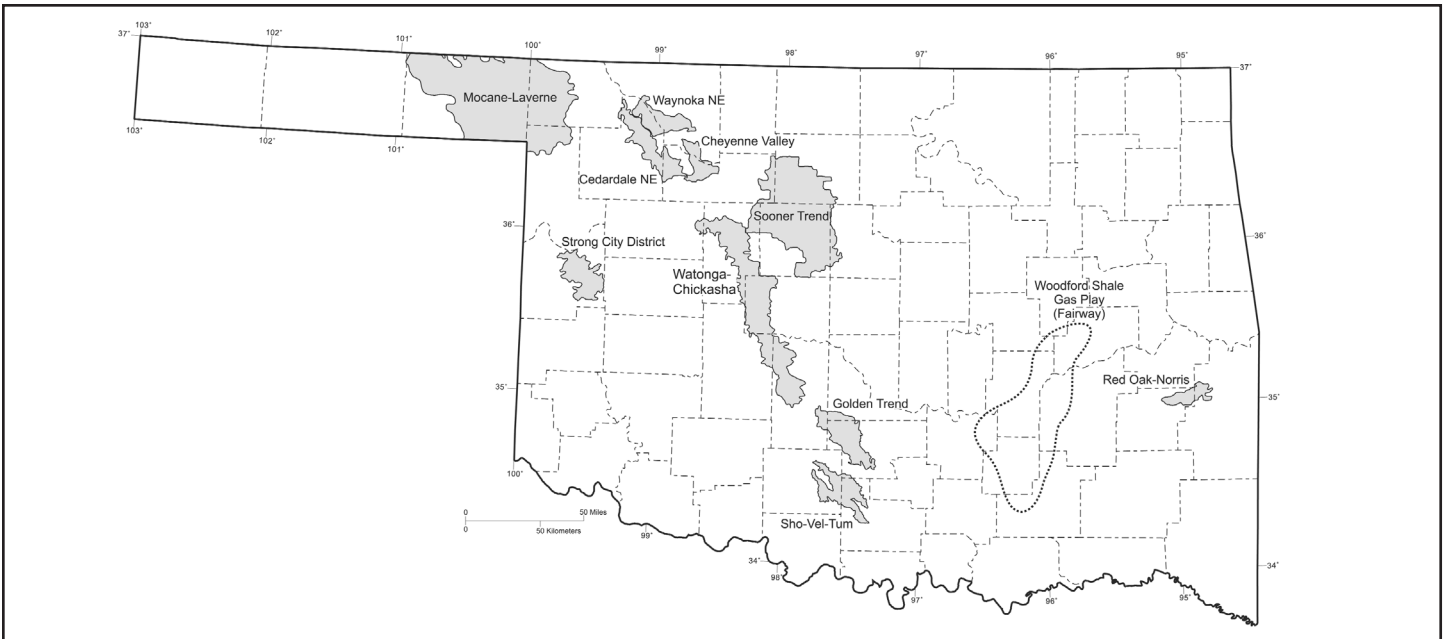 103°
37°
102°
101°
100°
99°
98°
97°
96°
95°
37°
Mocane-Laverne
Waynoka NE
103°
102°
101°
Cheyenne Valley
Cedardale NE
Sooner Trend
36°
36°
Strong City District
Watonga-
Chickasha
Woodford Shale
Gas Play
(Fairway)
35°
Red Oak-Norris
35°
Golden Trend
100°
0
50 Miles
0
50 Kilometers
Sho-Vel-Tum
99°
34°
98°
34°
97°
96°
95°